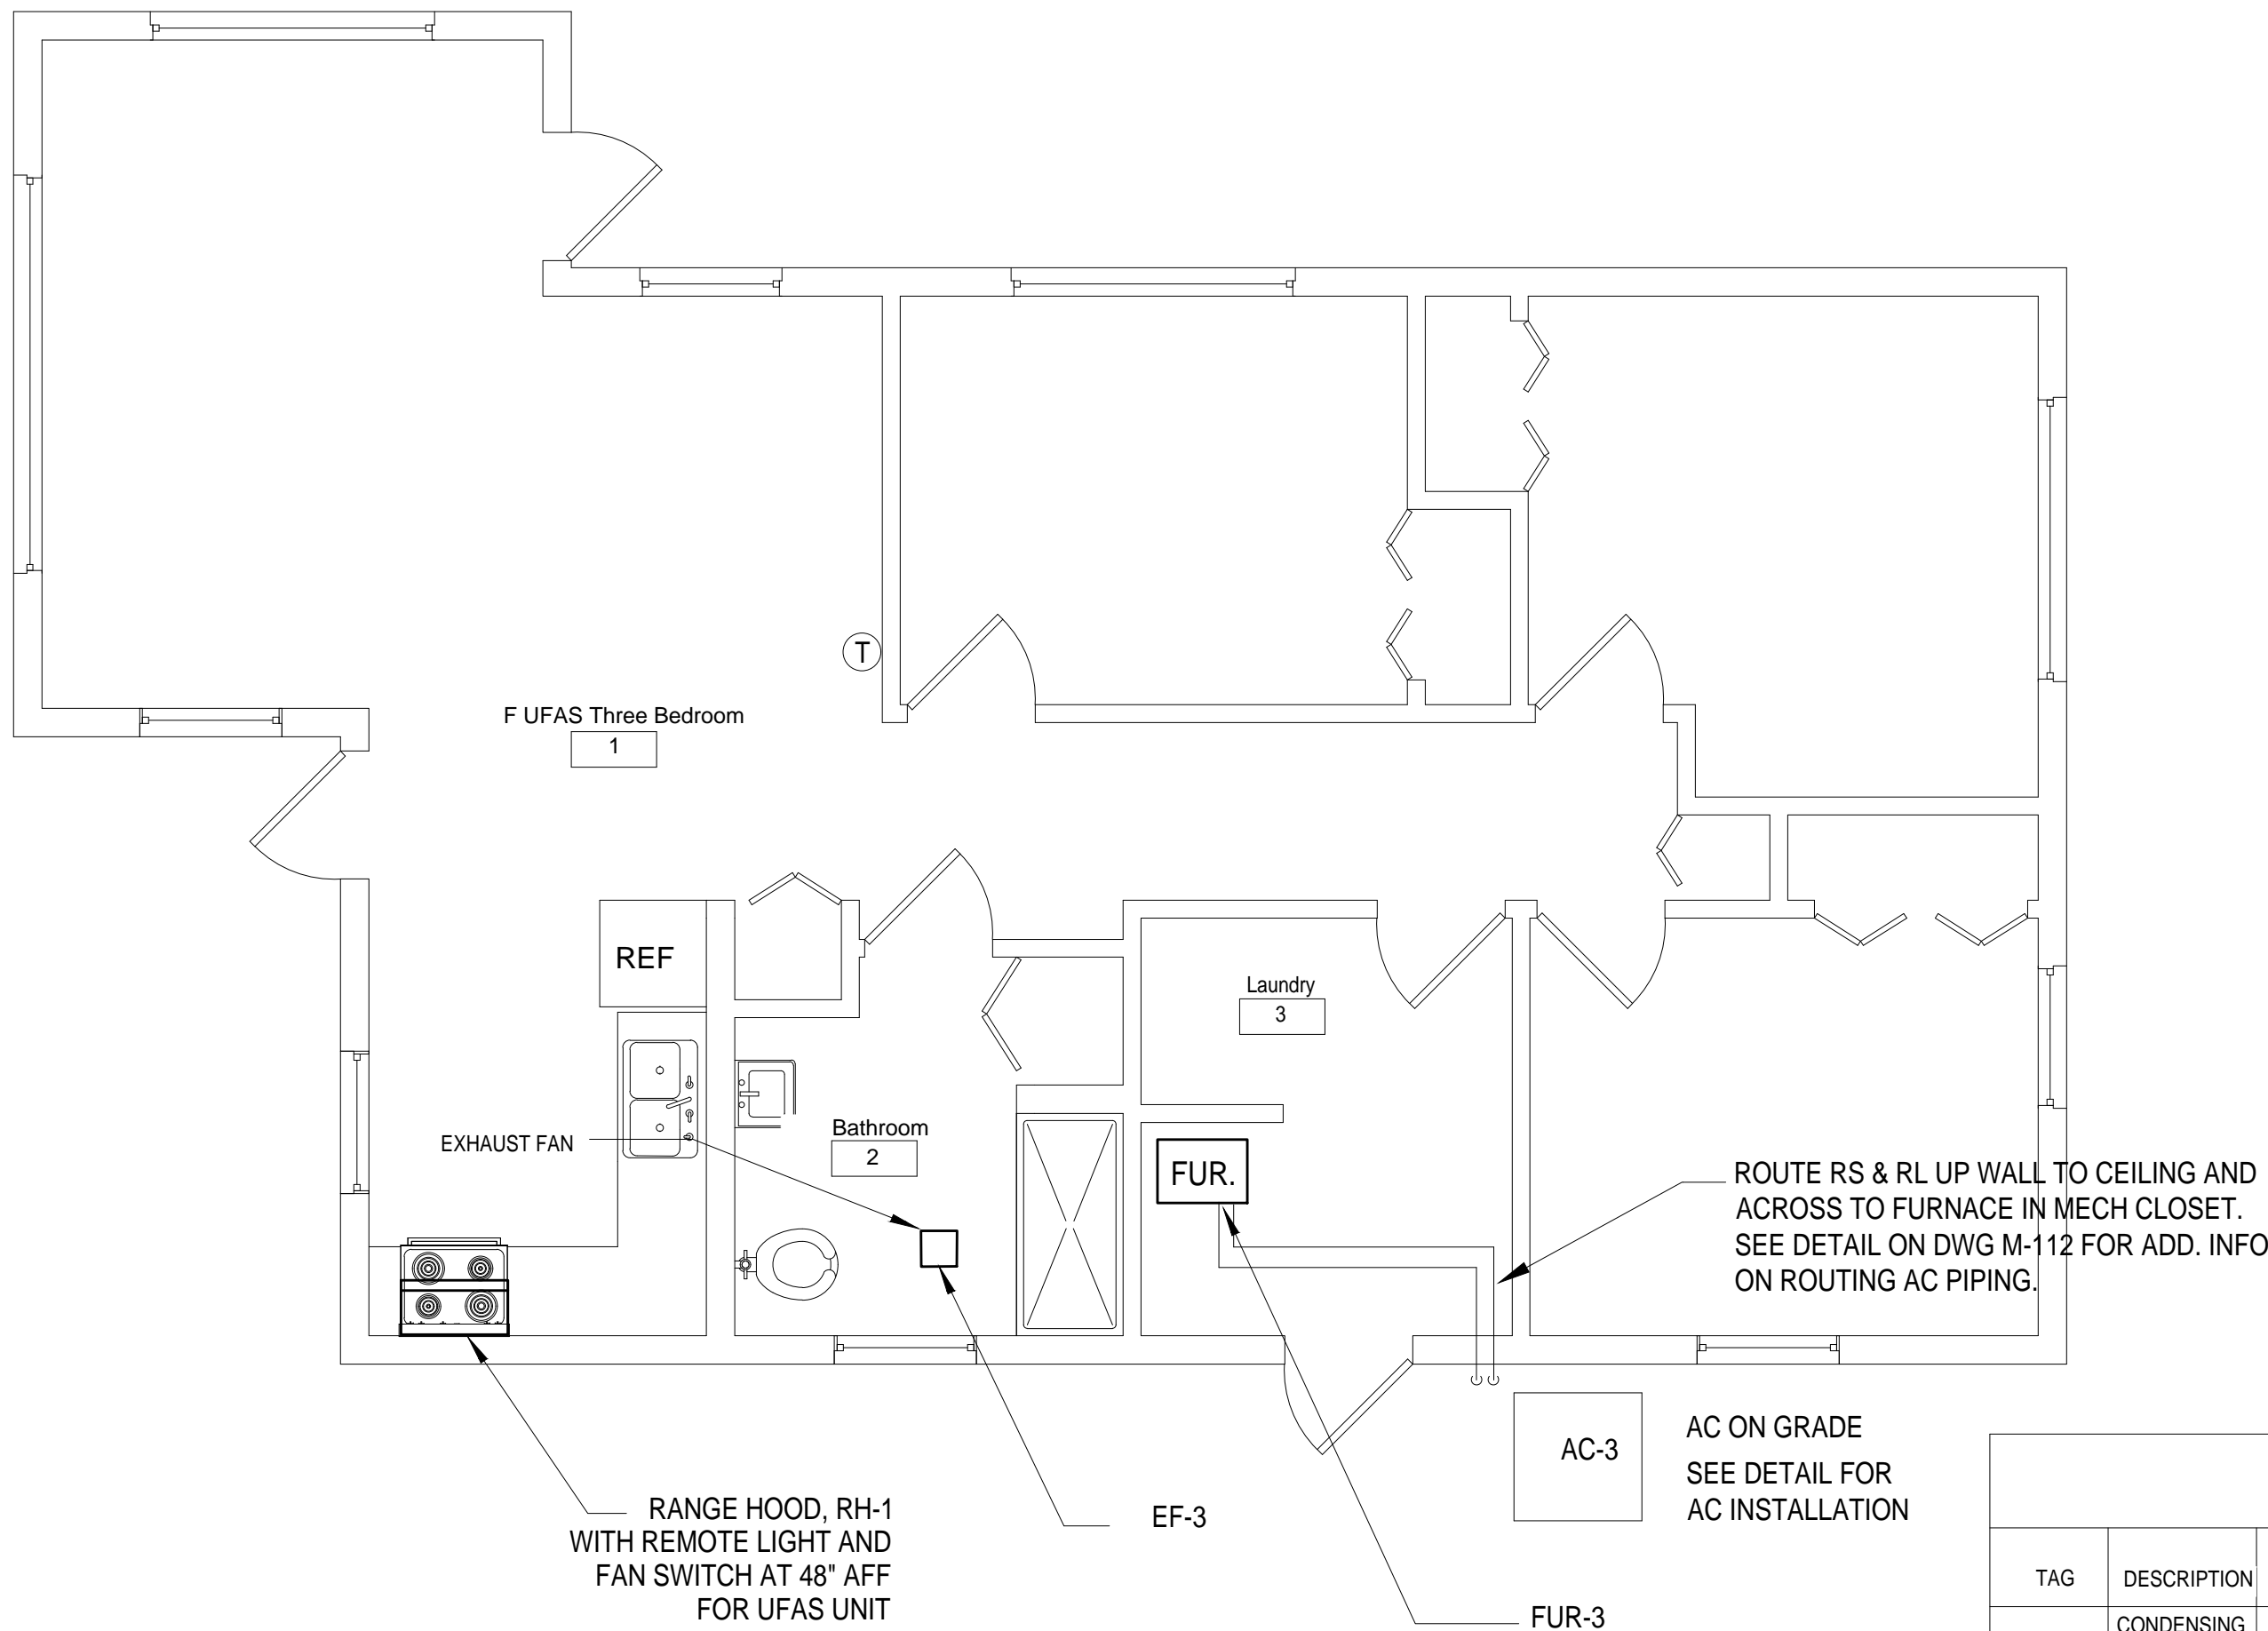 T
F UFAS Three Bedroom
1
REF
Laundry
3
EXHAUST FAN
Bathroom
2
FUR.
ROUTE RS & RL UP WALL TO CEILING AND
ACROSS TO FURNACE IN MECH CLOSET.
SEE DETAIL ON DWG M-112 FOR ADD. INFO
ON ROUTING AC PIPING.
AC-3
AC ON GRADE
SEE DETAIL FOR
AC INSTALLATION
RANGE HOOD, RH-1
WITH REMOTE LIGHT AND
FAN SWITCH AT 48" AFF
FOR UFAS UNIT
EF-3
FUR-3
TAG
DESCRIPTION
CONDENSING